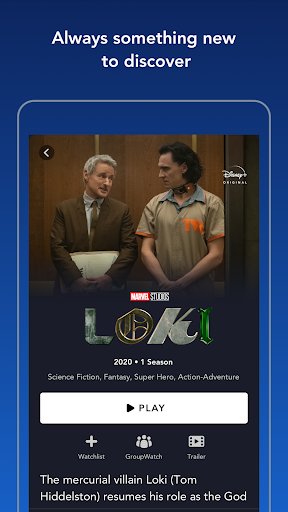 Always something new
to discover
Disney+
ORIGINAL
MARVEL STUDIOS
LOKI
2020 • 1 Season
Science Fiction, Fantasy, Super Hero, Action-Adventure
PLAY
Watchlist
GroupWatch
Trailer
The mercurial villain Loki (Tom
Hiddelston) resumes his role as the God